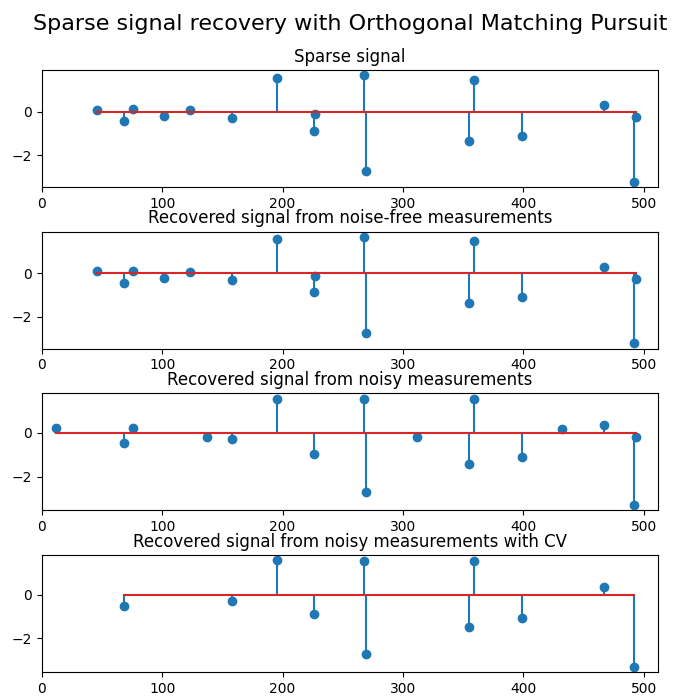 Sparse signal recovery with Orthogonal Matching Pursuit
Sparse signal
0
−2
0 100 200 300 400 500
Recovered signal from noise-free measurements
0
−2
0 100 200 300 400 500
Recovered signal from noisy measurements
0
−2
0 100 200 300 400 500
Recovered signal from noisy measurements with CV
0
−2
0 100 200 300 400 500